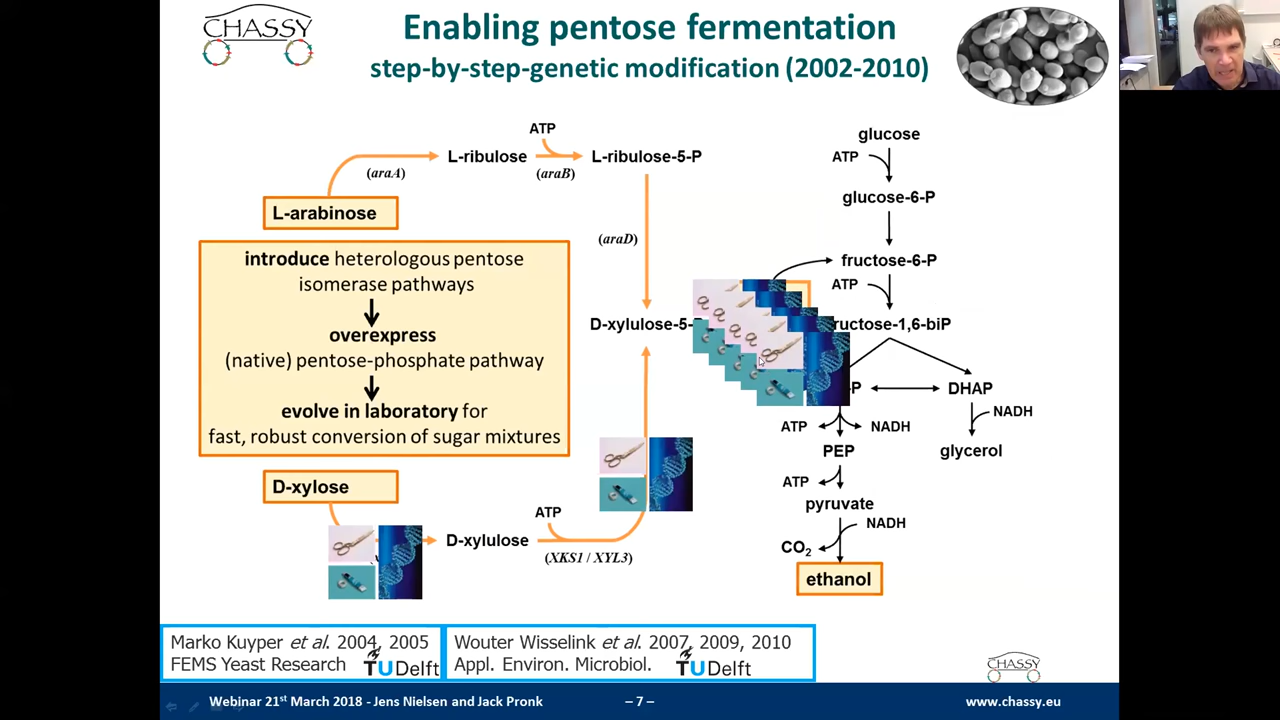 CHASSY
Enabling pentose fermentation
step-by-step-genetic modification (2002-2010)
ATP
L-ribulose
L-ribulose-5-P
(araA)
(araB)
L-arabinose
(araD)
introduce heterologous pentose
isomerase pathways
overexpress
(native) pentose-phosphate pathway
evolve in laboratory for
fast, robust conversion of sugar mixtures
D-xylose
D-xylulose
ATP
(XKS1 / XYL3)
D-xylulose-5-
glucose
ATP
glucose-6-P
fructose-6-P
ATP
ructose-1,6-biP
P
DHAP
NADH
glycerol
ATP
NADH
PEP
ATP
pyruvate
NADH
CO2
ethanol
Marko Kuyper et al. 2004, 2005
FEMS Yeast Research
TUDelft
Wouter Wisselink et al. 2007, 2009, 2010
Appl. Environ. Microbiol.
TUDelft
CHASSY
Webinar 21st March 2018 - Jens Nielsen and Jack Pronk
– 7 –
www.chassy.eu